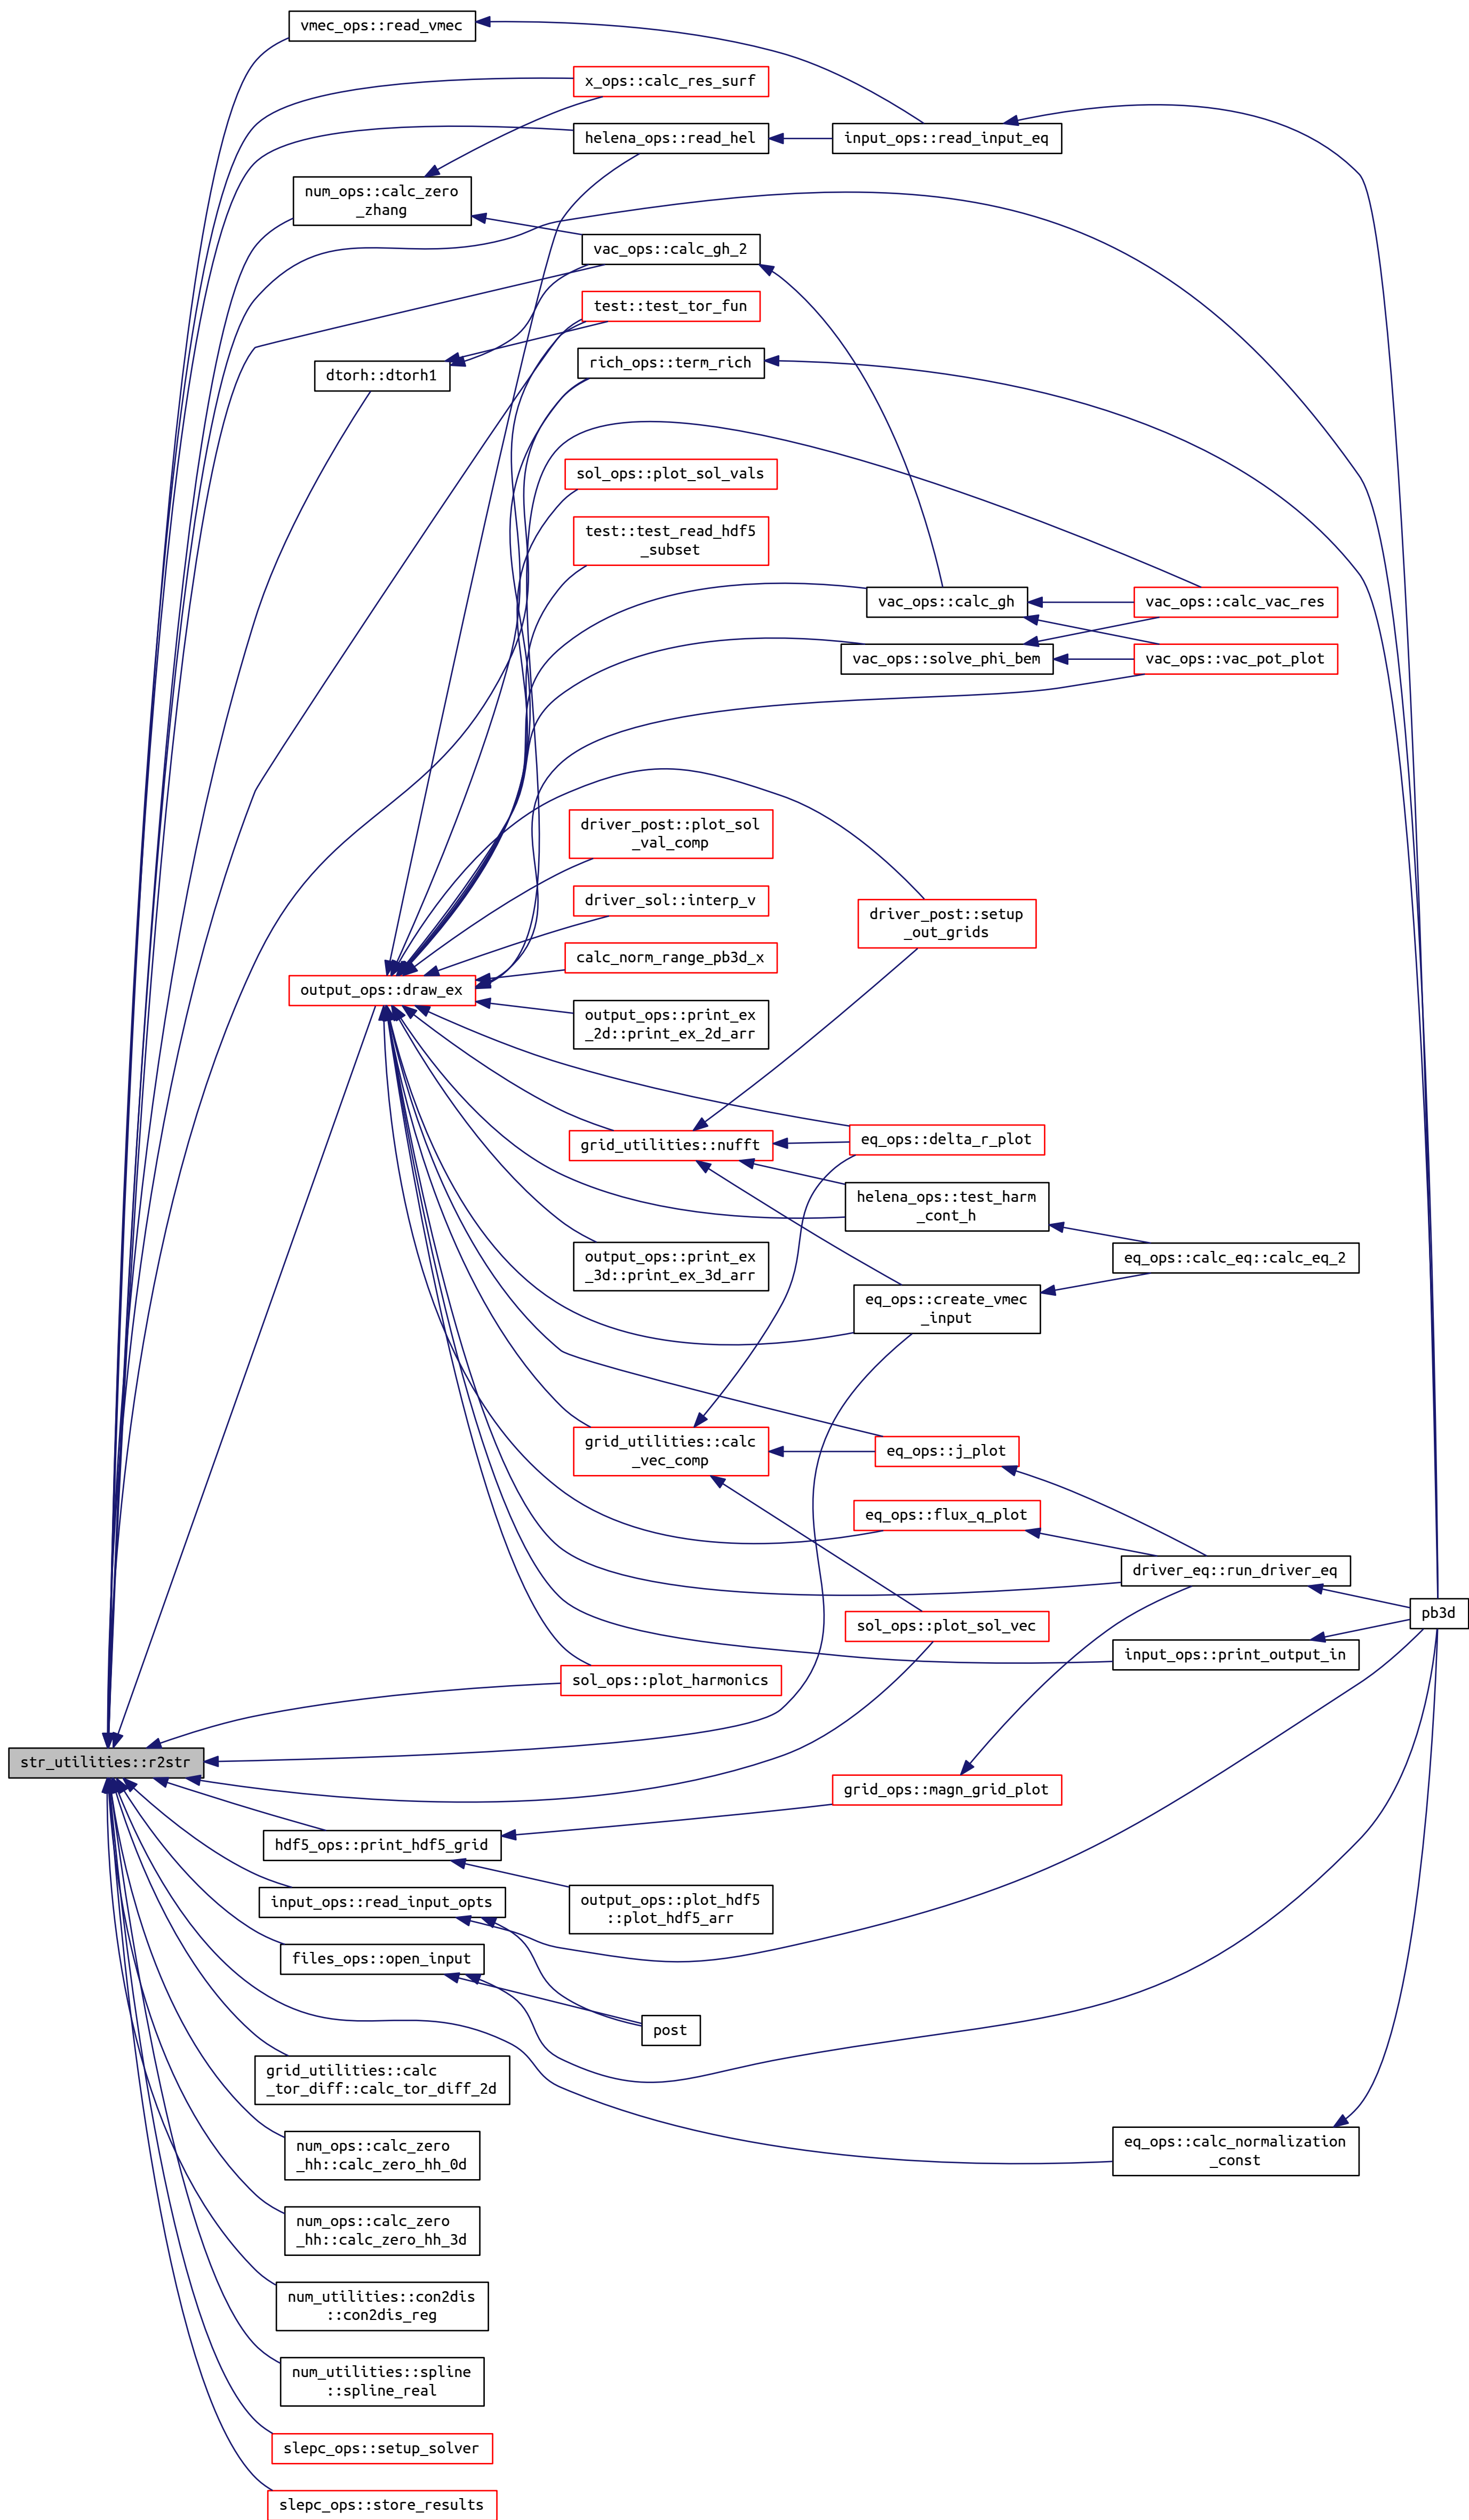 vmec_ops::read_vmec
x_ops::calc_res_surf
helena_ops::read_hel
input_ops::read_input_eq
num_ops::calc_zero
_zhang
vac_ops::calc_gh_2
test::test_tor_fun
rich_ops::term_rich
dtorh::dtorh1
sol_ops::plot_sol_vals
test::test_read_hdf5
_subset
vac_ops::calc_gh
vac_ops::calc_vac_res
vac_ops::solve_phi_bem
vac_ops::vac_pot_plot
driver_post::plot_sol
_val_comp
driver_sol::interp_v
driver_post::setup
_out_grids
calc_norm_range_pb3d_x
output_ops::draw_ex
output_ops::print_ex
_2d::print_ex_2d_arr
grid_utilities::nufft
eq_ops::delta_r_plot
helena_ops::test_harm
_cont_h
output_ops::print_ex
_3d::print_ex_3d_arr
eq_ops::calc_eq::calc_eq_2
eq_ops::create_vmec
_input
grid_utilities::calc
_vec_comp
eq_ops::j_plot
eq_ops::flux_q_plot
driver_eq::run_driver_eq
pb3d
sol_ops::plot_sol_vec
input_ops::print_output_in
sol_ops::plot_harmonics
str_utilities::r2str
grid_ops::magn_grid_plot
hdf5_ops::print_hdf5_grid
input_ops::read_input_opts
output_ops::plot_hdf5
::plot_hdf5_arr
files_ops::open_input
post
grid_utilities::calc
_tor_diff::calc_tor_diff_2d
num_ops::calc_zero
_hh::calc_zero_hh_0d
eq_ops::calc_normalization
_const
num_ops::calc_zero
_hh::calc_zero_hh_3d
num_utilities::con2dis
::con2dis_reg
num_utilities::spline
::spline_real
slepc_ops::setup_solver
slepc_ops::store_results